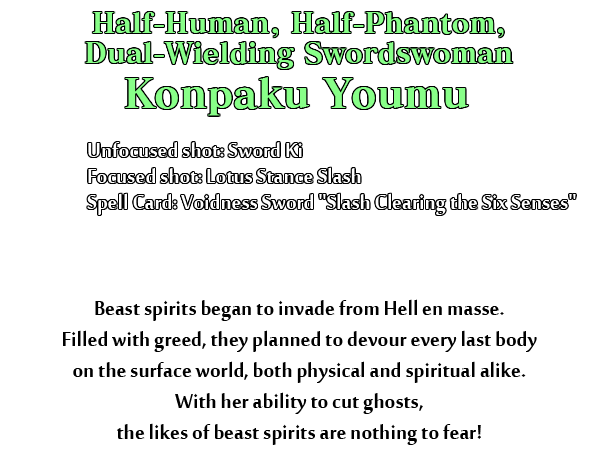 Half-Human, Half-Phantom,
Dual-Wielding Swordswoman
Konpaku Youmu
Unfocused shot: Sword Ki
Focused shot: Lotus Stance Slash
Spell Card: Voidness Sword "Slash Clearing the Six Senses"
Beast spirits began to invade from Hell en masse.
Filled with greed, they planned to devour every last body
on the surface world, both physical and spiritual alike.
With her ability to cut ghosts,
the likes of beast spirits are nothing to fear!